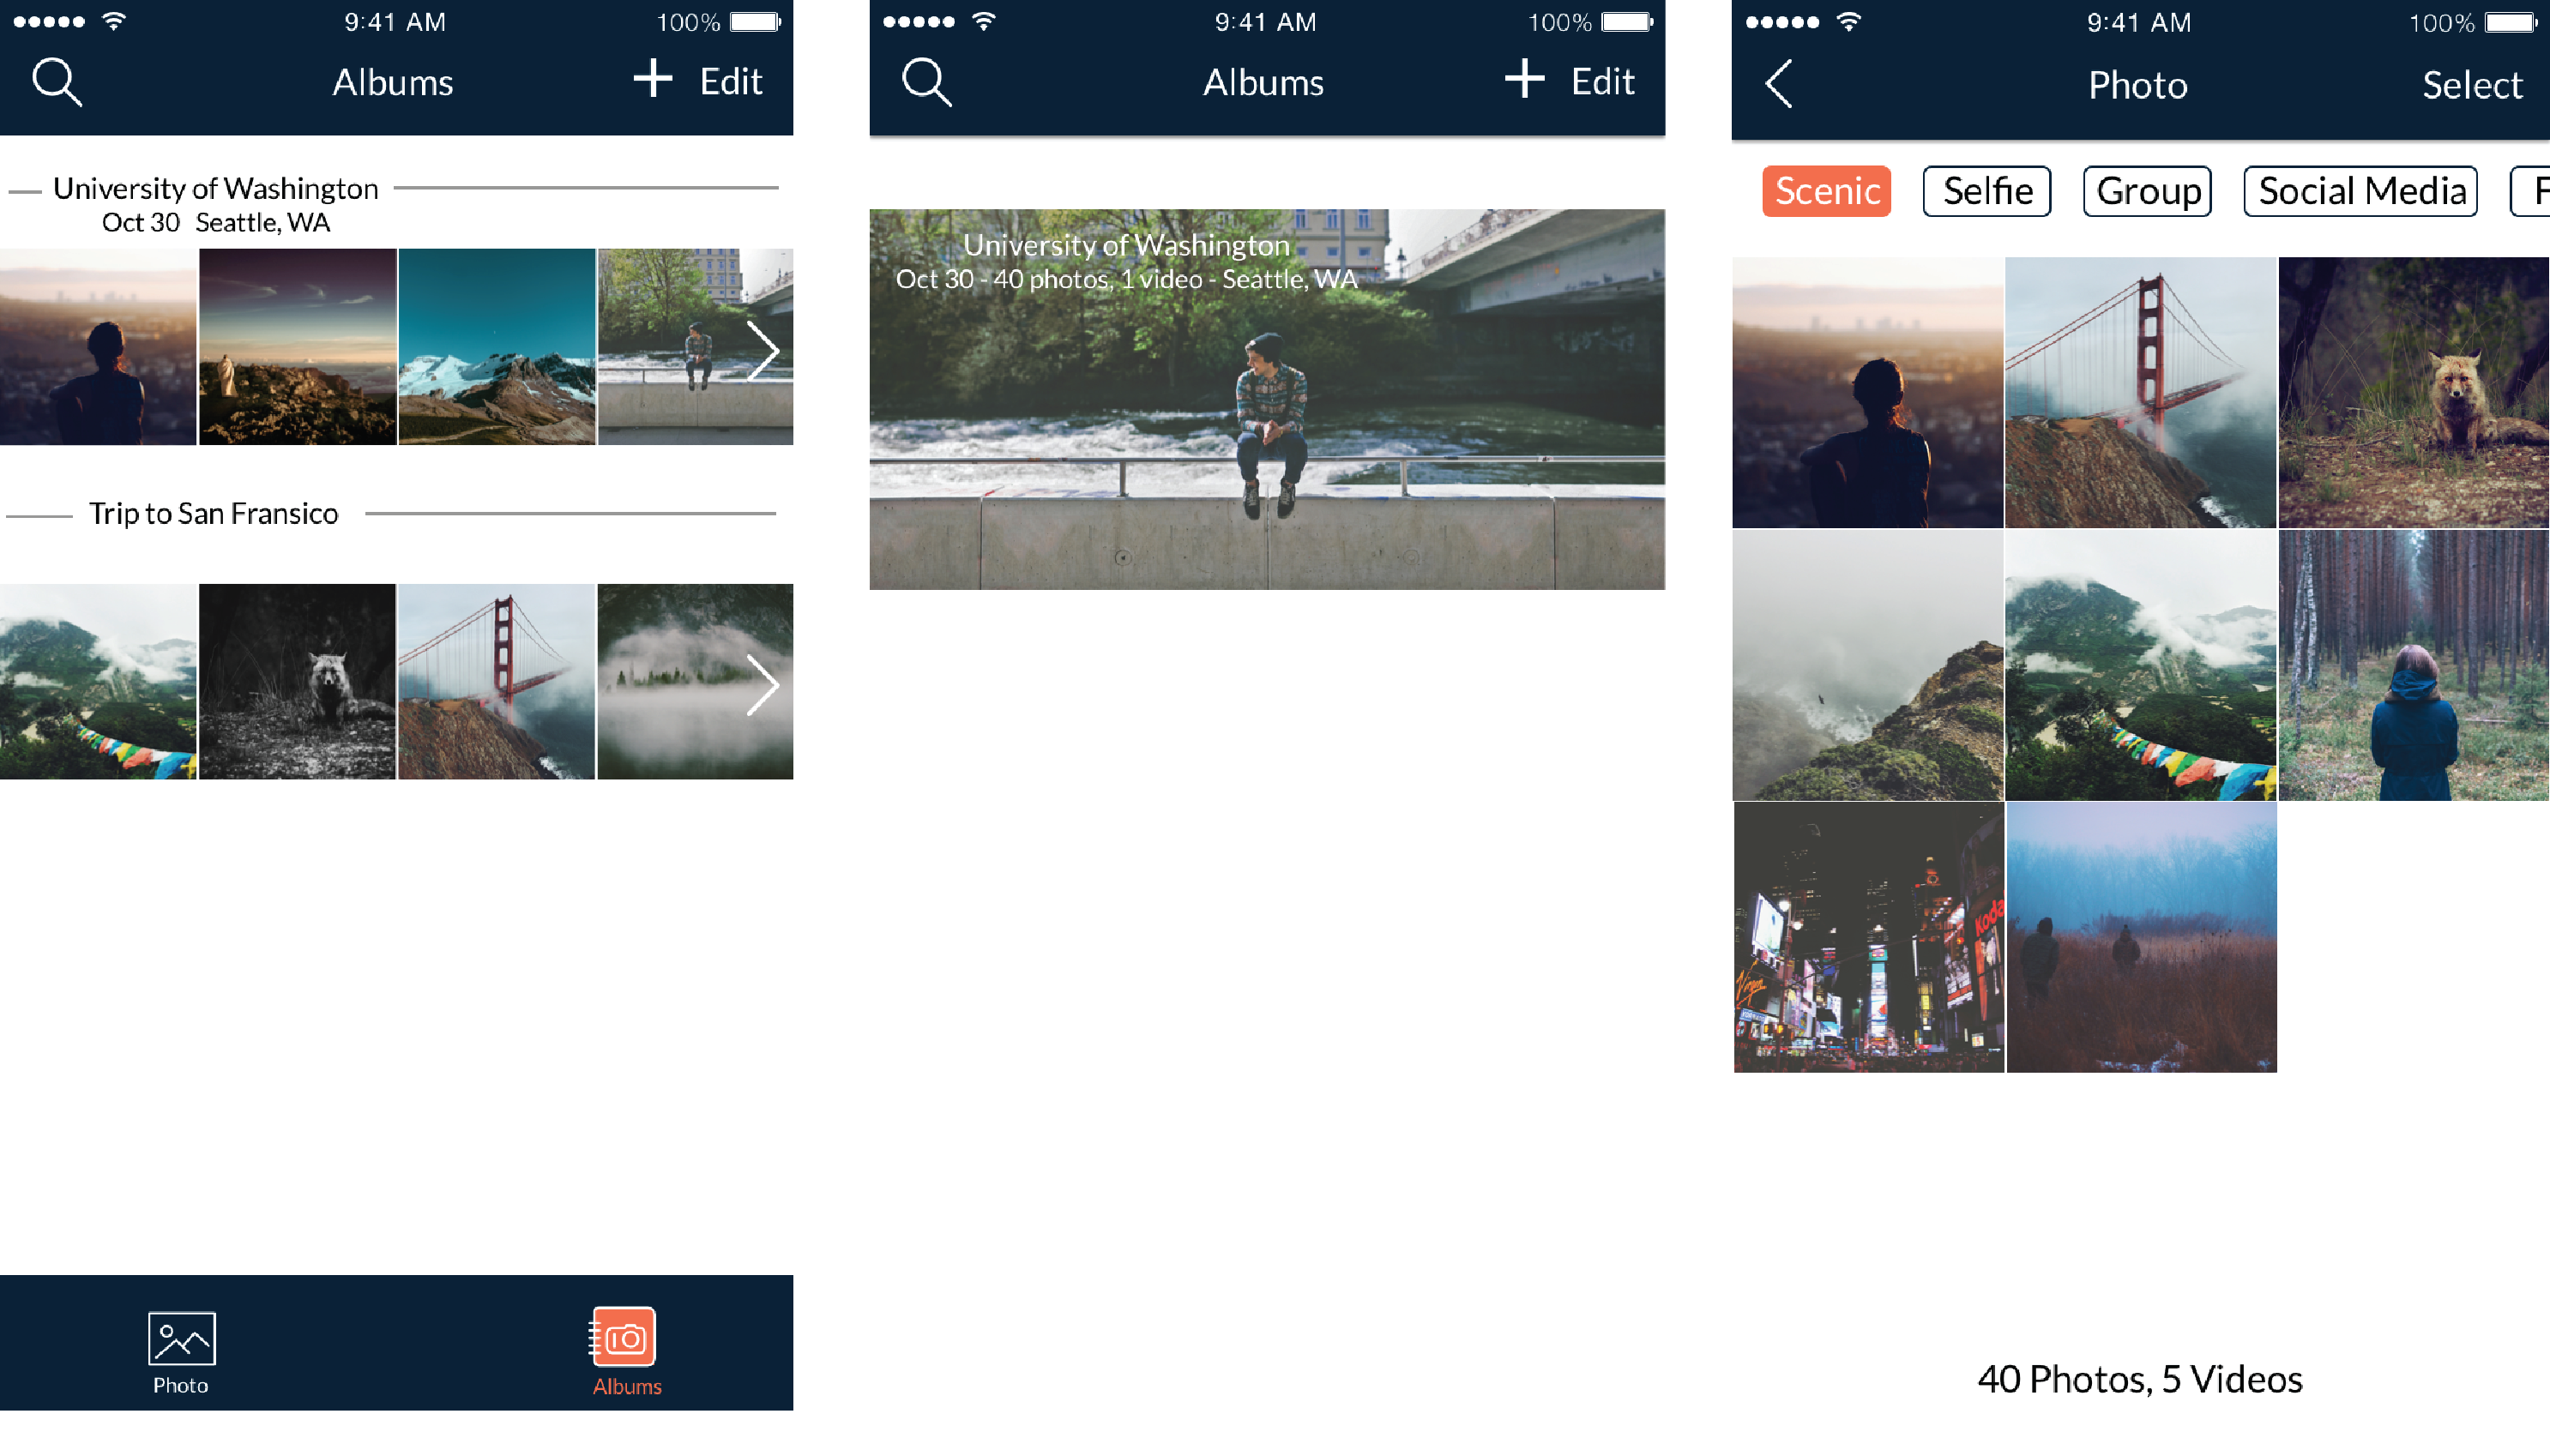 9:41 AM 100%
Albums + Edit
University of Washington
Oct 30 Seattle, WA
Trip to San Fransico
Photo Albums
9:41 AM 100%
Albums + Edit
University of Washington
Oct 30 - 40 photos, 1 video - Seattle, WA
9:41 AM 100%
Photo Select
Scenic Selfie Group Social Media F
Koda
Virgin
40 Photos, 5 Videos